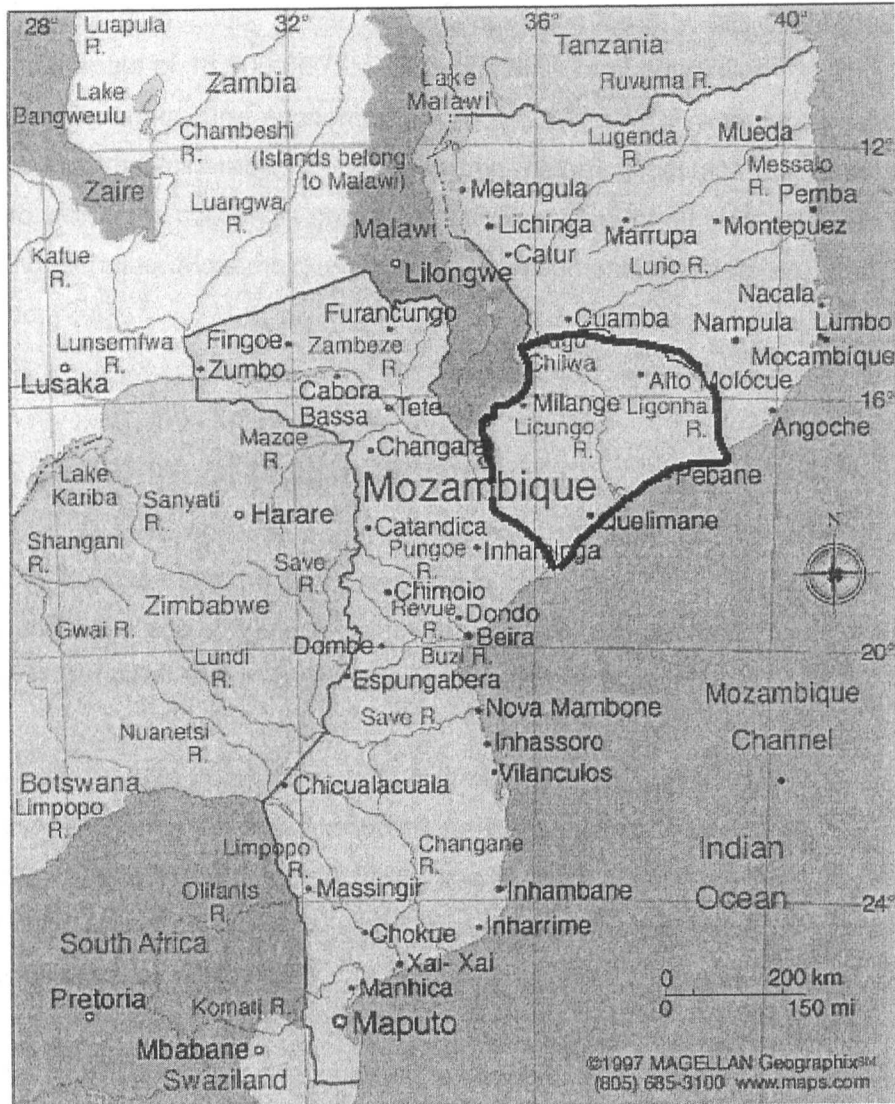 28°
32°
36°
40°
Luapula
R.
Zambia
Tanzania
Lake
Malawi
Ruvuma R.
Lake
Bangweulu
Chambeshi
R.
(Islands belong
to Malawi)
Lugenda
R.
Mueda
12°
Messalo
R.
Zaire
Luangwa
R.
Metangula
Pemba
Malawi
Lichinga
Marrupa
Montepuez
Kafue
R.
Lilongwe
Catur
Lurio R.
Nacala
Furancungo
Cuamba
Nampula
Lumbo
Lunsemfwa
R.
Fingoe
Zambeze
R.
Chilwa
Mocambique
Lusaka
Zumbo
Alto Molócue
Cabora
Bassa
Tete
Milange
Ligonha
R.
16°
Mazoe
R.
Changara
Licungo
R.
Angoche
Lake
Kariba
Sanyati
R.
Mozambique
Pebane
Harare
Catandica
Quelimane
N
Shangani
R.
Save
R.
Pungoe
R.
Inhaminga
Zimbabwe
Chimoio
Gwai R.
Revue
R.
Dondo
Beira
Lundi
R.
Dombe
Buzi R.
20°
Espungabera
Save R.
Nova Mambone
Mozambique
Channel
Nuanetsi
R.
Inhassoro
Vilanculos
Botswana
Limpopo
R.
Chicualacuala
Limpopo
R.
Changane
R.
Indian
Ocean
Olifants
R.
Massingir
Inhambane
24°
South Africa
Chokue
Inharrime
Xai-Xai
Pretoria
Komati R.
Manhica
0 200 km
0 150 mi
Maputo
Mbabane
Swaziland
©1997 MAGELLAN Geographix℠
(805) 685-3100 www.maps.com